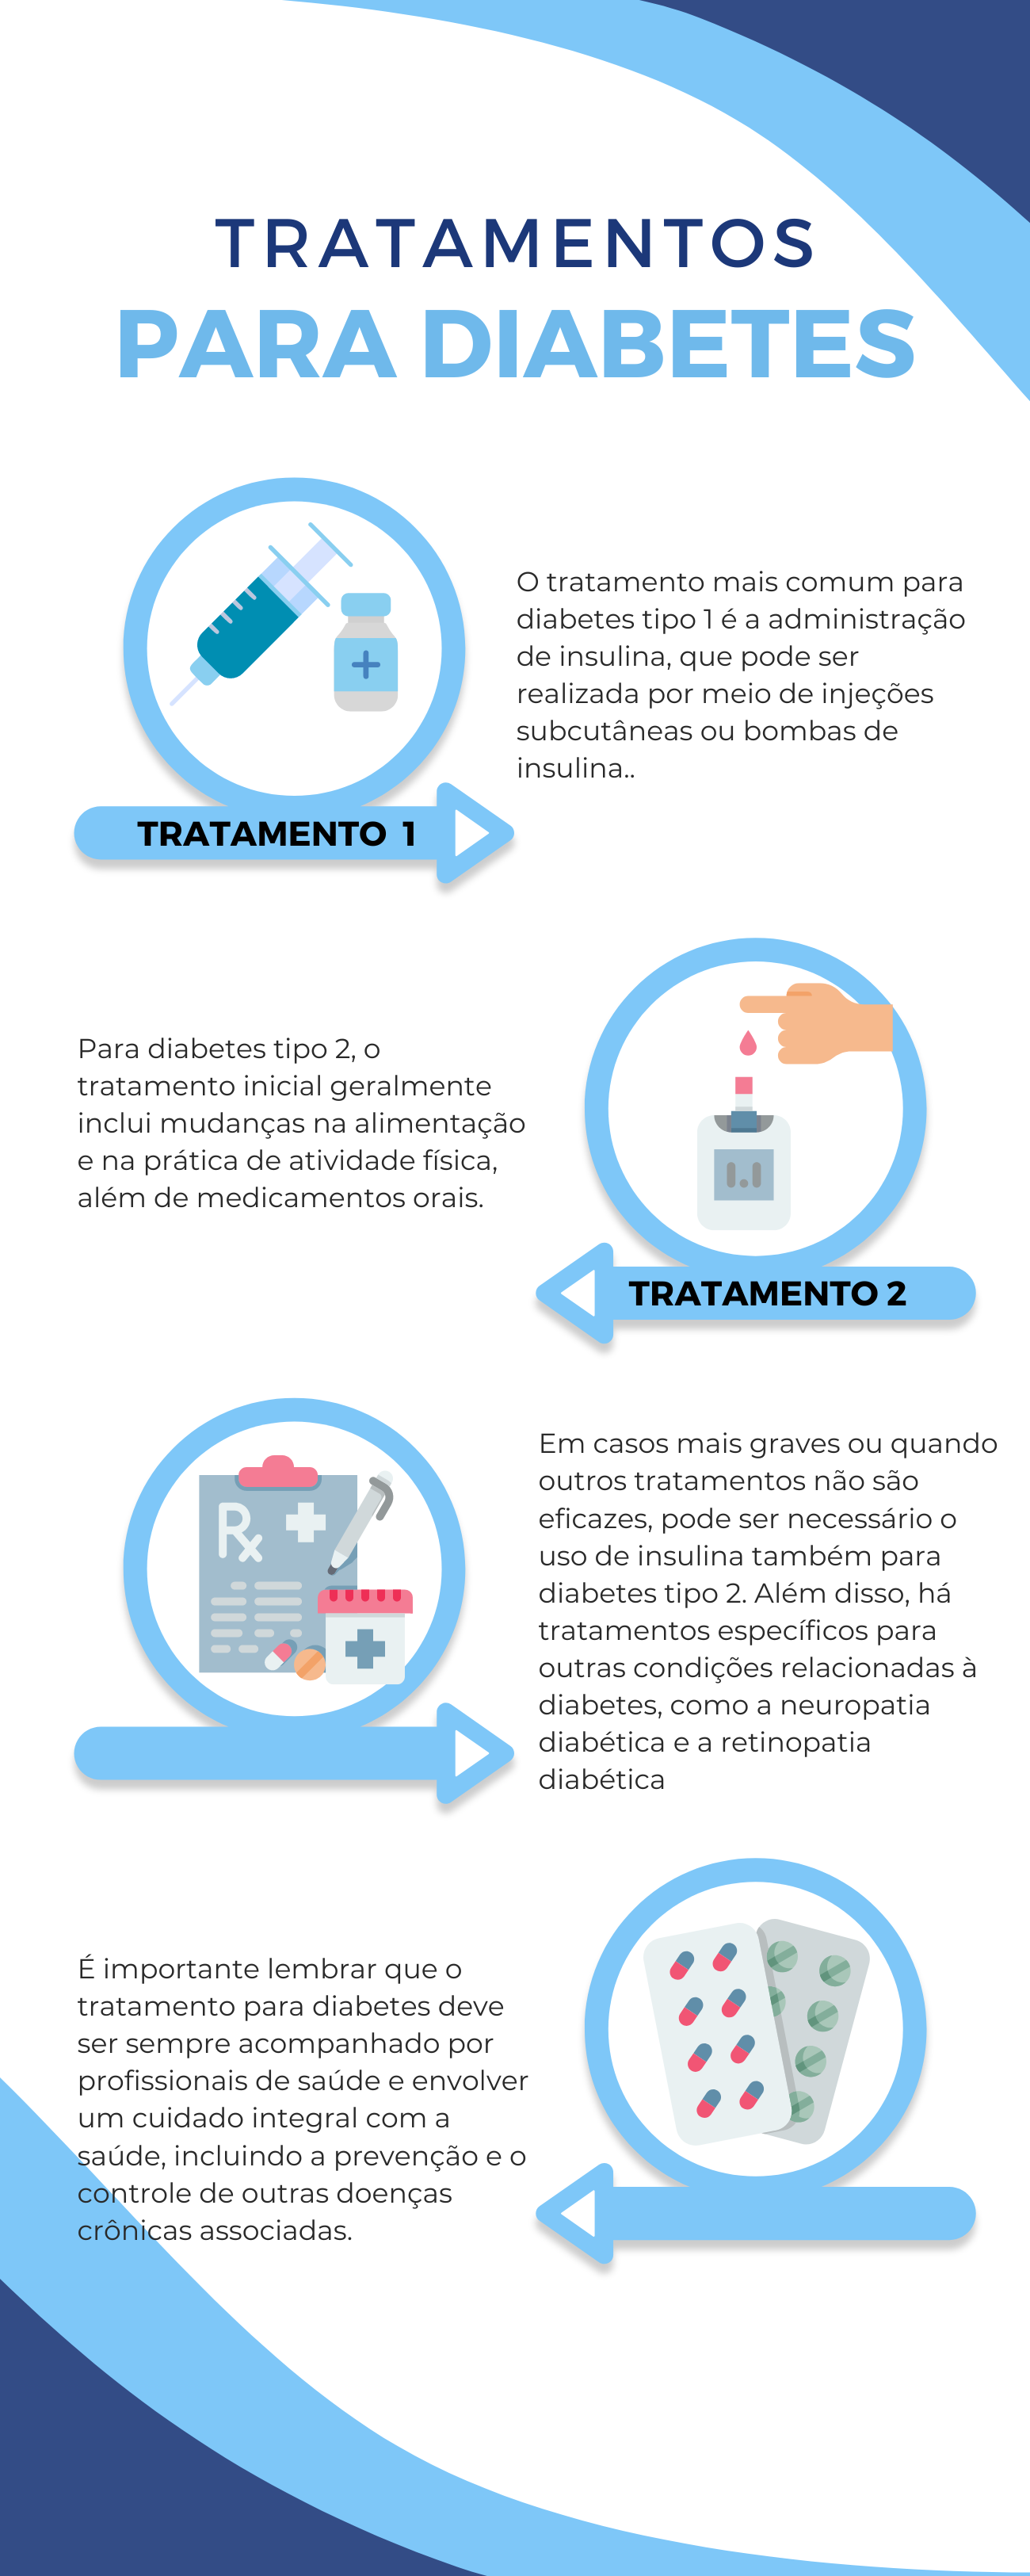 TRATAMENTOS
PARA DIABETES
O tratamento mais comum para
diabetes tipo 1 é a administração
de insulina, que pode ser
realizada por meio de injeções
subcutâneas ou bombas de
insulina..
TRATAMENTO 1
Para diabetes tipo 2, o
tratamento inicial geralmente
inclui mudanças na alimentação
e na prática de atividade física,
além de medicamentos orais.
TRATAMENTO 2
Em casos mais graves ou quando
outros tratamentos não são
eficazes, pode ser necessário o
uso de insulina também para
diabetes tipo 2. Além disso, há
tratamentos específicos para
outras condições relacionadas à
diabetes, como a neuropatia
diabética e a retinopatia
diabética
Rx
É importante lembrar que o
tratamento para diabetes deve
ser sempre acompanhado por
profissionais de saúde e envolver
um cuidado integral com a
saúde, incluindo a prevenção e o
controle de outras doenças
crônicas associadas.